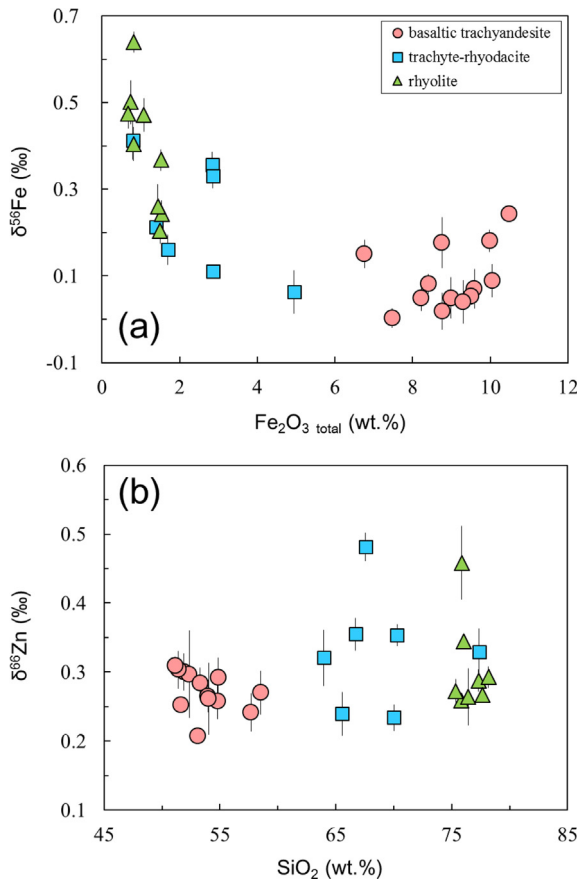 0.7
basaltic trachyandesite
trachyte-rhyodacite
rhyolite
0.5
0.3
0.1
-0.1
δ⁵⁶Fe (‰)
(a)
0 2 4 6 8 10 12
Fe₂O₃ total (wt.%)
0.6
(b)
0.5
0.4
0.3
0.2
0.1
δ⁶⁶Zn (‰)
45 55 65 75 85
SiO₂ (wt.%)